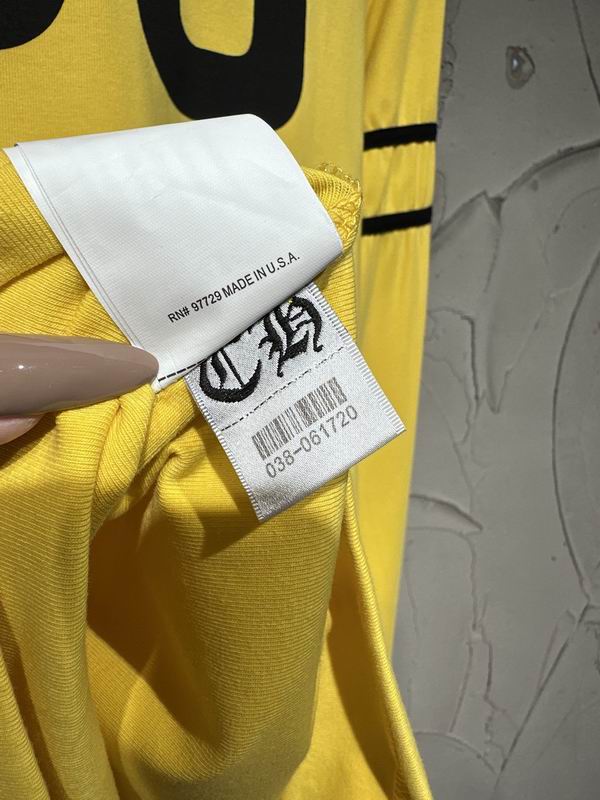 RN# 97729 MADE IN U.S.A.
CH
038-061720